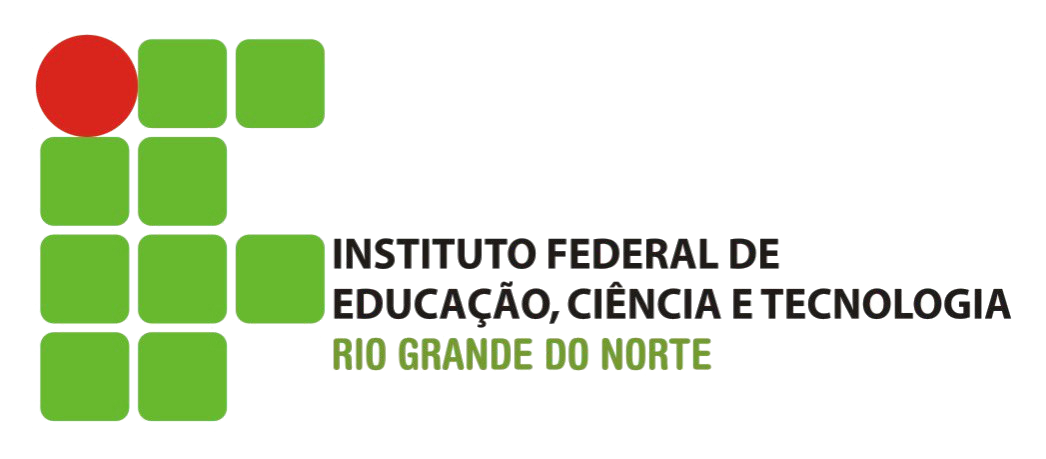 INSTITUTO FEDERAL DE
EDUCAÇÃO, CIÊNCIA E TECNOLOGIA
RIO GRANDE DO NORTE